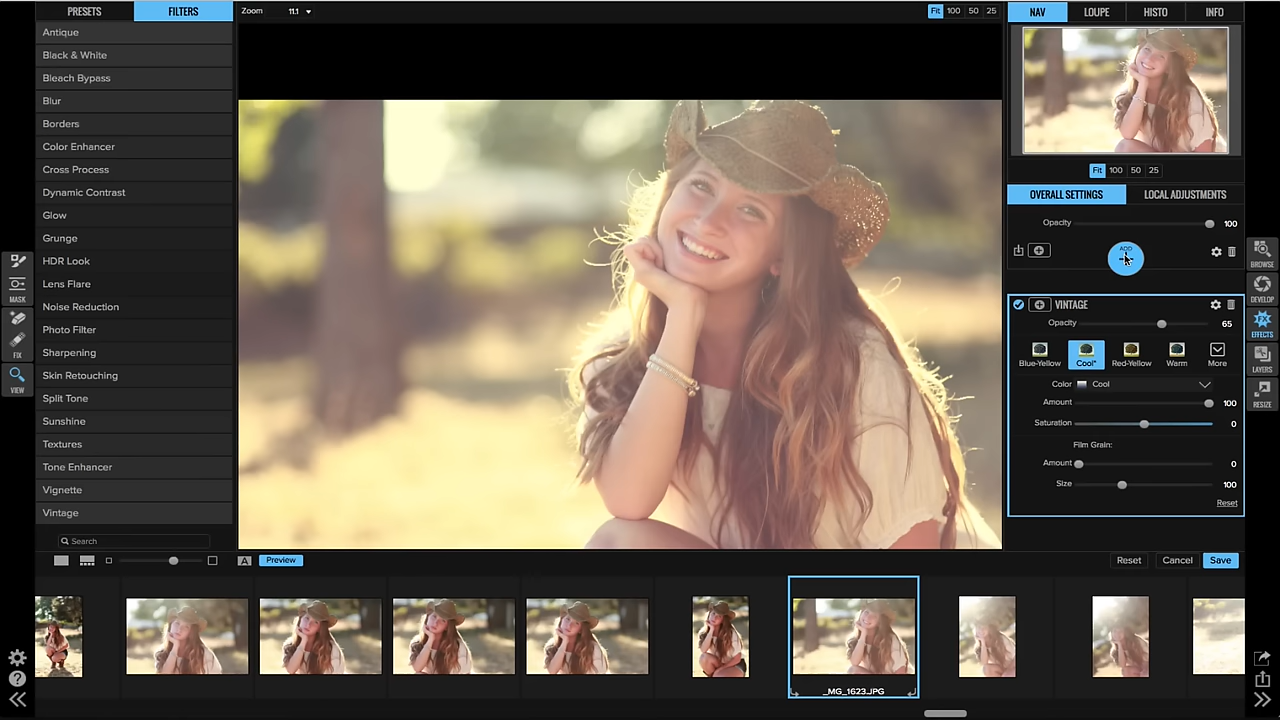 PRESETS FILTERS Zoom 11.1 Fit 100 50 25 NAV LOUPE HISTO INFO
Antique
Black & White
Bleach Bypass
Blur
Borders
Color Enhancer
Cross Process
Dynamic Contrast
Glow
Grunge
HDR Look
Lens Flare
Noise Reduction
Photo Filter
Sharpening
Skin Retouching
Split Tone
Sunshine
Textures
Tone Enhancer
Vignette
Vintage
Search
MASK
FIX
VIEW
Fit 100 50 25
OVERALL SETTINGS LOCAL ADJUSTMENTS
Opacity 100
ADD
VINTAGE
Opacity 65
Blue-Yellow Cool* Red-Yellow Warm More
Color Cool
Amount 100
Saturation 0
Film Grain:
Amount 0
Size 100
Reset
BROWSE
DEVELOP
FX
EFFECTS
LAYERS
RESIZE
A Preview Reset Cancel Save
_MG_1623.JPG